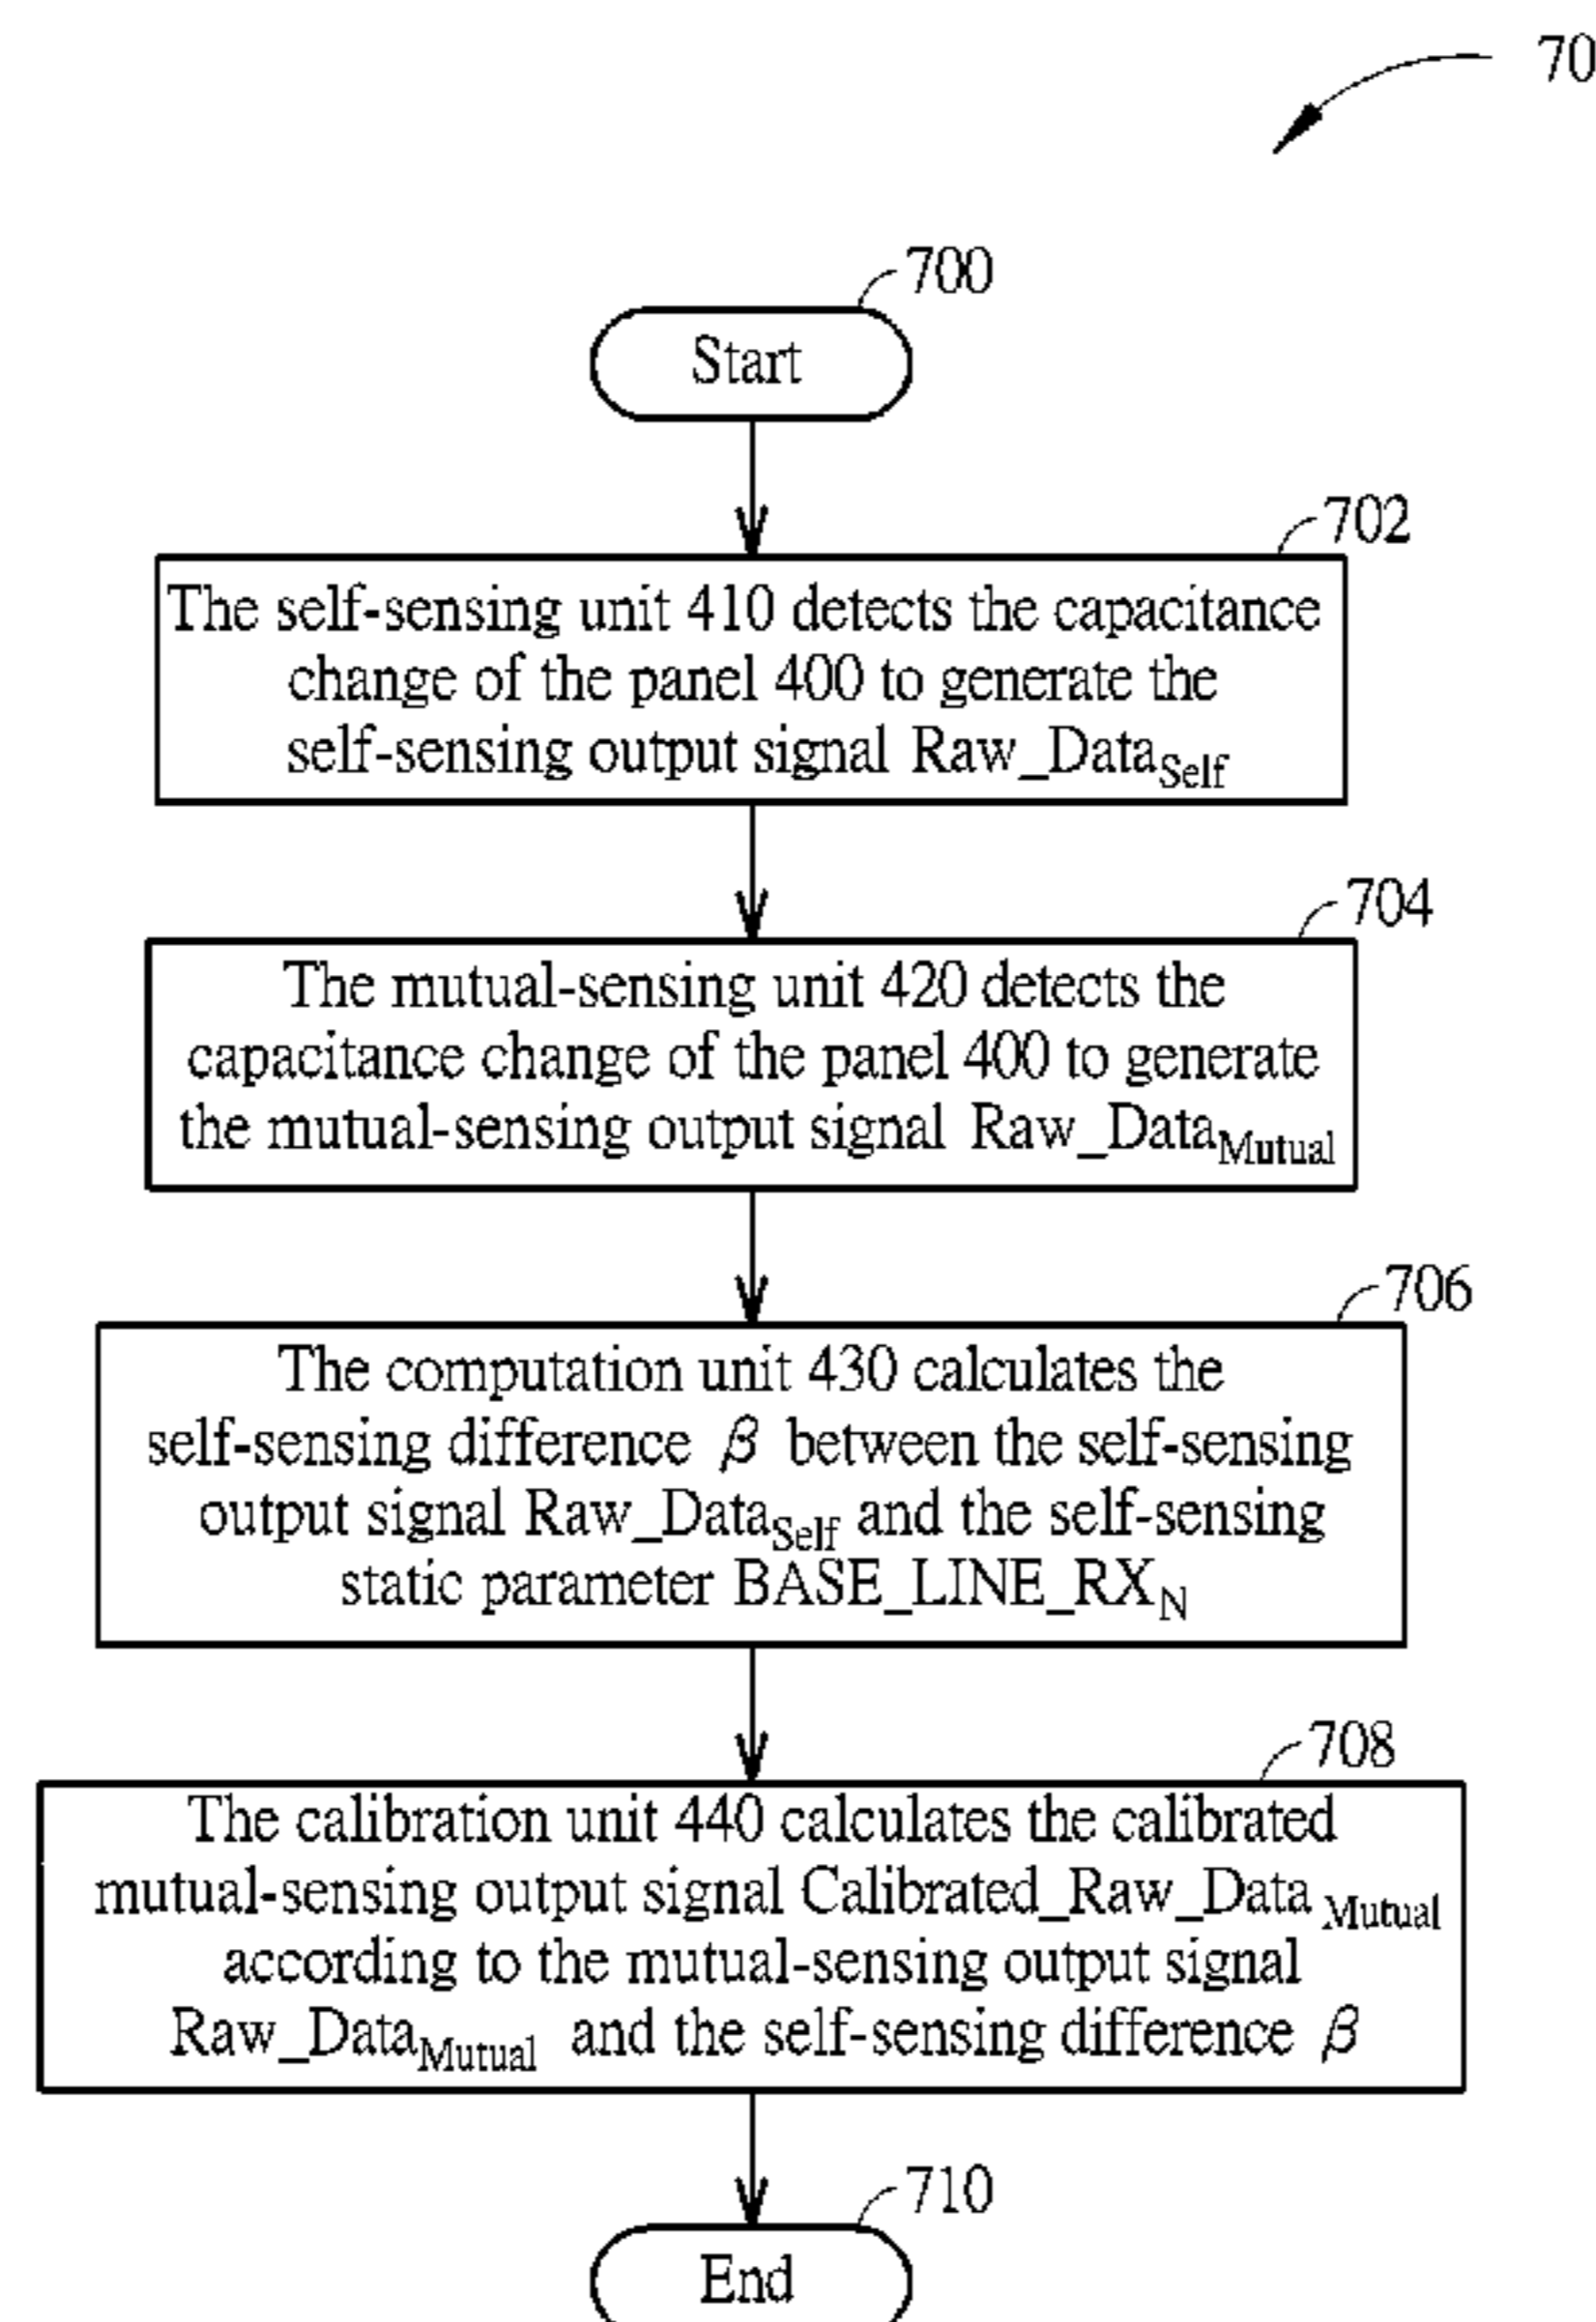 70
700
Start
702
The self-sensing unit 410 detects the capacitance
change of the panel 400 to generate the
self-sensing output signal Raw_DataSelf
704
The mutual-sensing unit 420 detects the
capacitance change of the panel 400 to generate
the mutual-sensing output signal Raw_DataMutual
706
The computation unit 430 calculates the
self-sensing difference β between the self-sensing
output signal Raw_DataSelf and the self-sensing
static parameter BASE_LINE_RXN
708
The calibration unit 440 calculates the calibrated
mutual-sensing output signal Calibrated_Raw_Data Mutual
according to the mutual-sensing output signal
Raw_DataMutual and the self-sensing difference β
710
End